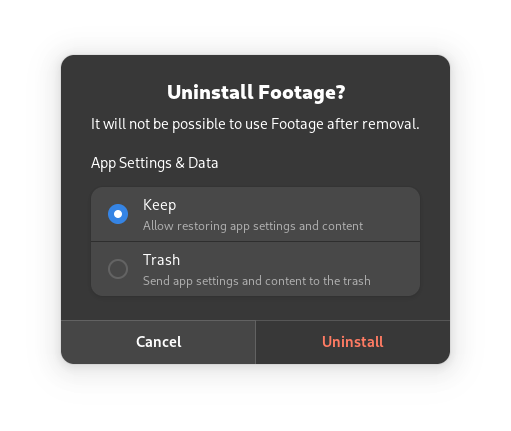 Uninstall Footage?
It will not be possible to use Footage after removal.
App Settings & Data
Keep
Allow restoring app settings and content
Trash
Send app settings and content to the trash
Cancel
Uninstall